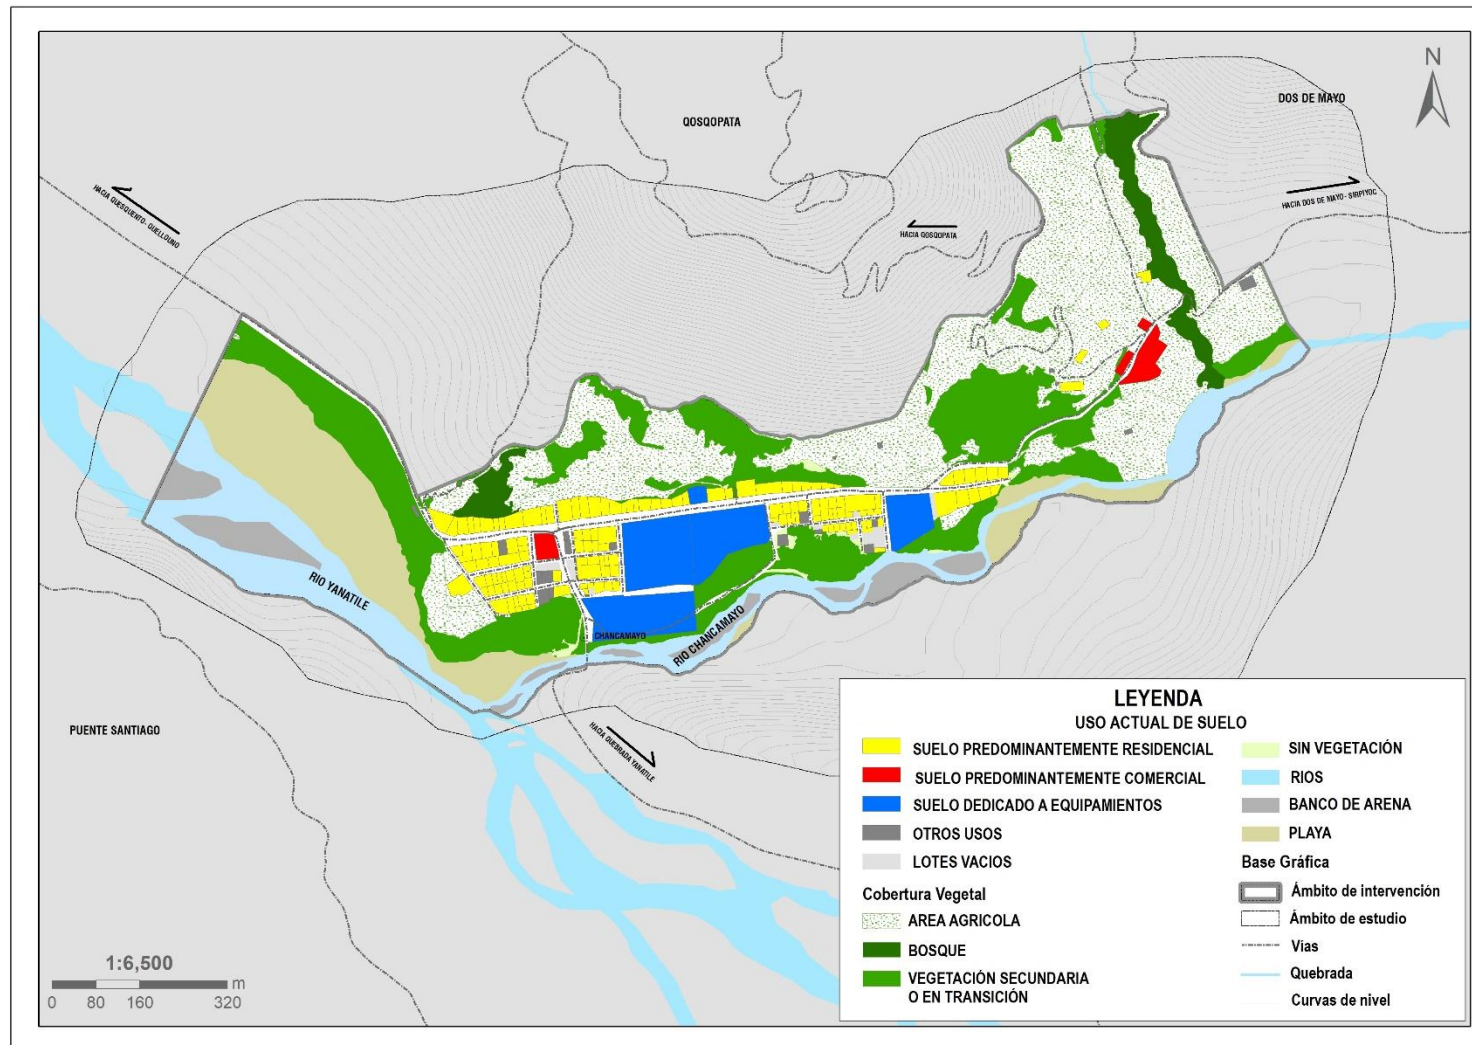 N
DOS DE MAYO
QOSQOPATA
HACIA QUESQUENTO- QUELLOUNO
HACIA DOS DE MAYO- SIRPIYOC
HACIA QOSQOPATA
RIO YANATILE
CHANCAMAYO
RIO CHANCAMAYO
PUENTE SANTIAGO
HACIA QUEBRADA YANATILE
LEYENDA
USO ACTUAL DE SUELO
SUELO PREDOMINANTEMENTE RESIDENCIAL
SUELO PREDOMINANTEMENTE COMERCIAL
SUELO DEDICADO A EQUIPAMIENTOS
OTROS USOS
LOTES VACIOS
Cobertura Vegetal
AREA AGRICOLA
BOSQUE
VEGETACIÓN SECUNDARIA
O EN TRANSICIÓN
SIN VEGETACIÓN
RIOS
BANCO DE ARENA
PLAYA
Base Gráfica
Ámbito de intervención
Ámbito de estudio
Vias
Quebrada
Curvas de nivel
1:6,500
m
0 80 160 320